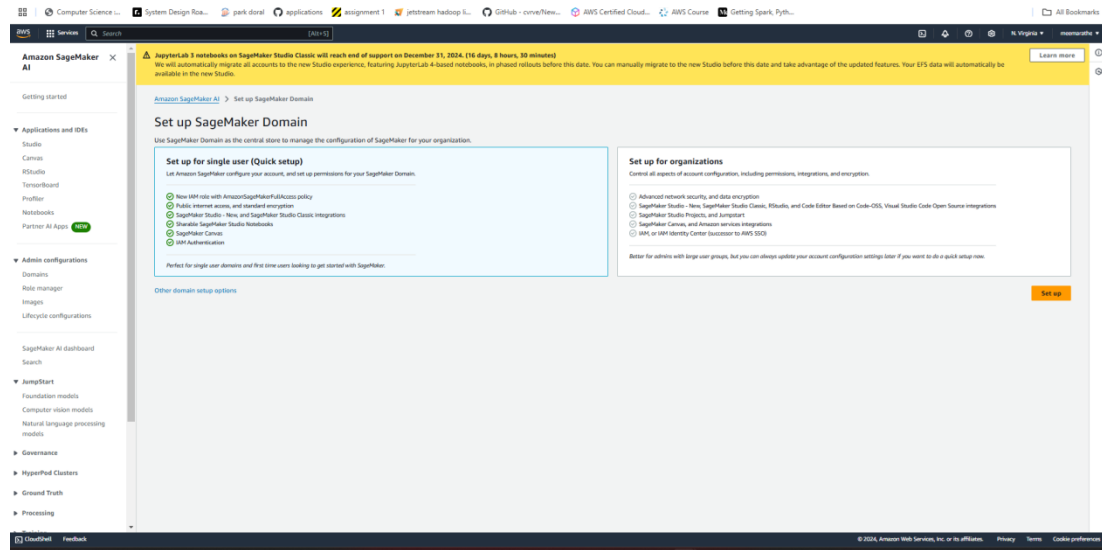 Computer Science :...
System Design Roa...
park doral
applications
assignment 1
jetstream hadoop li...
GitHub - cvrve/New...
AWS Certified Cloud...
AWS Course
Getting Spark, Pyth...
All Bookmarks
aws
Services
Search
[Alt+S]
N. Virginia
Amazon SageMaker AI
Getting started
Applications and IDEs
Studio
Canvas
RStudio
TensorBoard
Profiler
Notebooks
Partner AI Apps NEW
Admin configurations
Domains
Role manager
Images
Lifecycle configurations
SageMaker AI dashboard
Search
JumpStart
Foundation models
Computer vision models
Natural language processing
models
Governance
HyperPod Clusters
Ground Truth
Processing
JupyterLab 3 notebooks on SageMaker Studio Classic will reach end of support on December 31, 2024. (16 days, 8 hours, 30 minutes)
We will automatically migrate all accounts to the new Studio experience, featuring JupyterLab 4-based notebooks, in phased rollouts before this date. You can manually migrate to the new Studio before this date and take advantage of the updated features. Your EFS data will automatically be
available in the new Studio.
Learn more
Amazon SageMaker AI > Set up SageMaker Domain
Set up SageMaker Domain
Use SageMaker Domain as the central store to manage the configuration of SageMaker for your organization.
Set up for single user (Quick setup)
Let Amazon SageMaker configure your account, and set up permissions for your SageMaker Domain.
New IAM role with AmazonSageMakerFullAccess policy
Public internet access, and standard encryption
SageMaker Studio - New, and SageMaker Studio Classic integrations
Sharable SageMaker Studio Notebooks
SageMaker Canvas
IAM Authentication
Perfect for single user domains and first time users looking to get started with SageMaker.
Set up for organizations
Control all aspects of account configuration, including permissions, integrations, and encryption.
Advanced network security, and data encryption
SageMaker Studio - New, SageMaker Studio Classic, RStudio, and Code Editor Based on Code-OSS, Visual Studio Code Open Source integrations
SageMaker Studio Projects, and Jumpstart
SageMaker Canvas, and Amazon services integrations
IAM, or IAM Identity Center (successor to AWS SSO)
Better for admins with large user groups, but you can always update your account configuration settings later if you want to do a quick setup now.
Other domain setup options
Set up
CloudShell
Feedback
© 2024, Amazon Web Services, Inc. or its affiliates.
Privacy
Terms
Cookie preferences